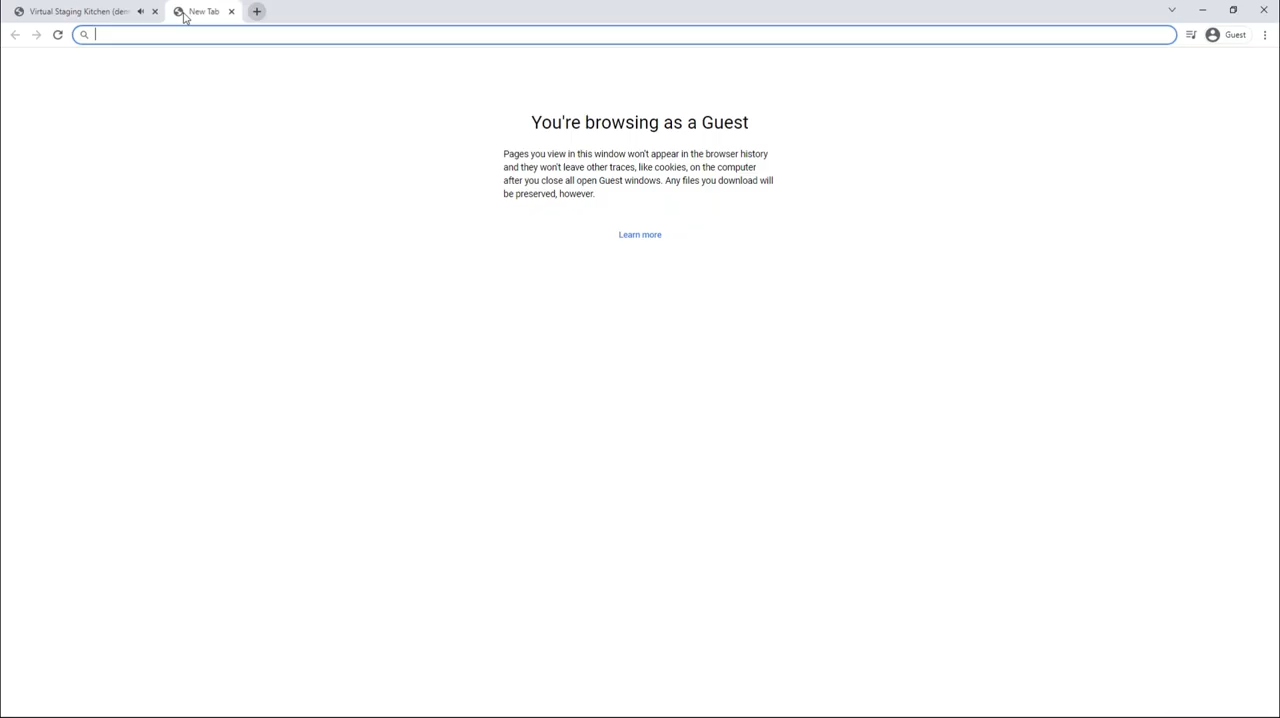 Virtual Staging Kitchen (dem
New Tab
Guest
You're browsing as a Guest
Pages you view in this window won't appear in the browser history
and they won't leave other traces, like cookies, on the computer
after you close all open Guest windows. Any files you download will
be preserved, however.
Learn more